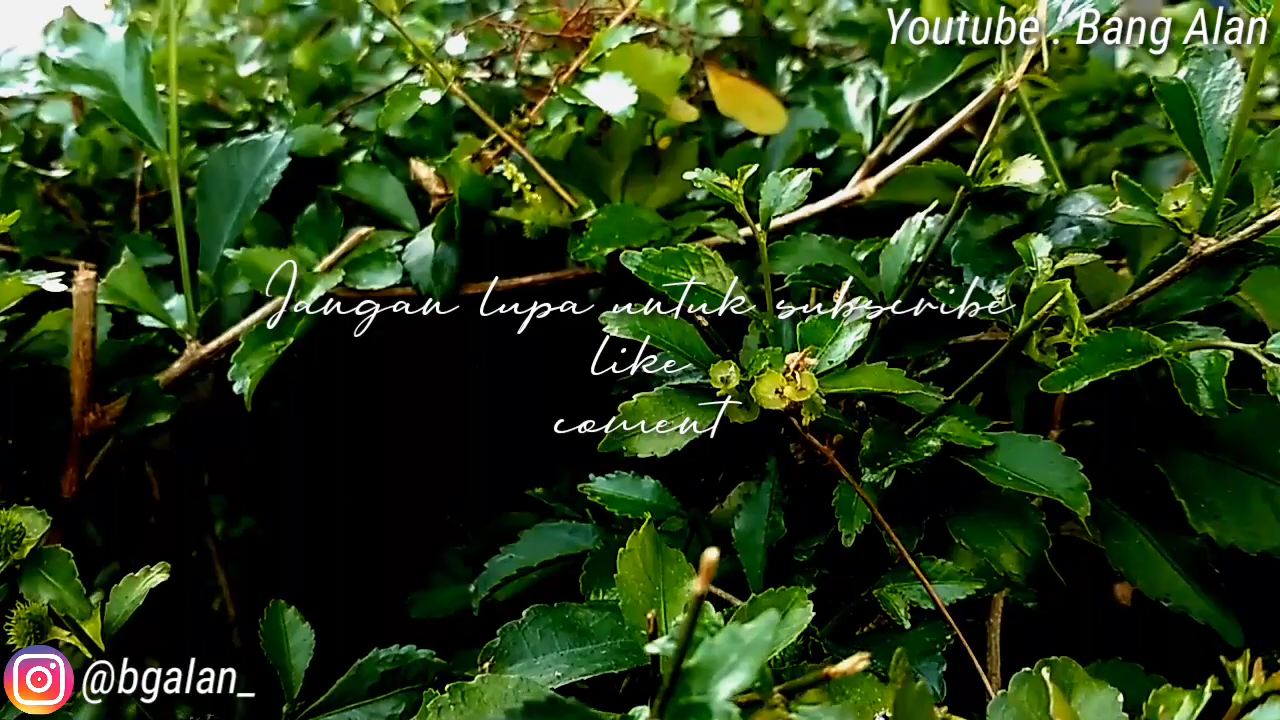 Youtube : Bang Alan
Jangan lupa untuk subscribe
like
coment
@bgalan_